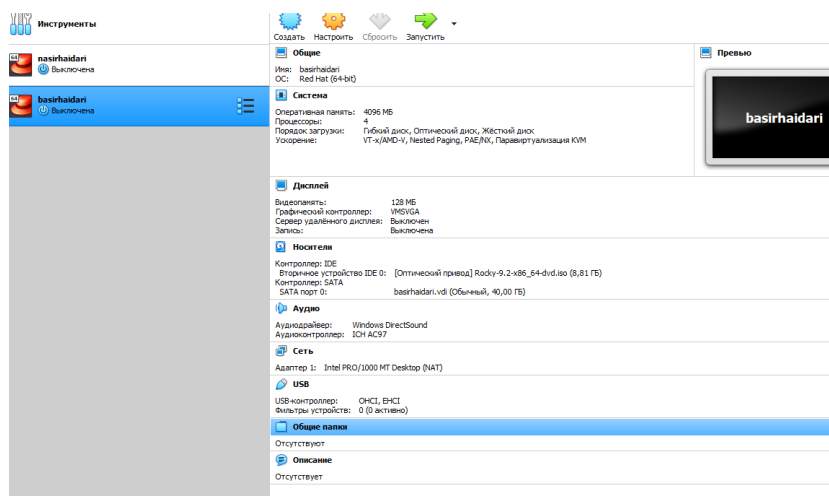 Инструменты
Создать Настроить Сбросить Запустить
64
nasirhaidari
Выключена
64
basirhaidari
Выключена
Общие
Имя: basirhaidari
ОС: Red Hat (64-bit)
Превью
basirhaidari
Система
Оперативная память: 4096 МБ
Процессоры: 4
Порядок загрузки: Гибкий диск, Оптический диск, Жёсткий диск
Ускорение: VT-x/AMD-V, Nested Paging, PAE/NX, Паравиртуализация KVM
Дисплей
Видеопамять: 128 МБ
Графический контроллер: VMSVGA
Сервер удалённого дисплея: Выключен
Запись: Выключена
Носители
Контроллер: IDE
Вторичное устройство IDE 0: [Оптический привод] Rocky-9.2-x86_64-dvd.iso (8,81 ГБ)
Контроллер: SATA
SATA порт 0: basirhaidari.vdi (Обычный, 40,00 ГБ)
Аудио
Аудиодрайвер: Windows DirectSound
Аудиоконтроллер: ICH AC97
Сеть
Адаптер 1: Intel PRO/1000 MT Desktop (NAT)
USB
USB-контроллер: OHCI, EHCI
Фильтры устройств: 0 (0 активно)
Общие папки
Отсутствуют
Описание
Отсутствует